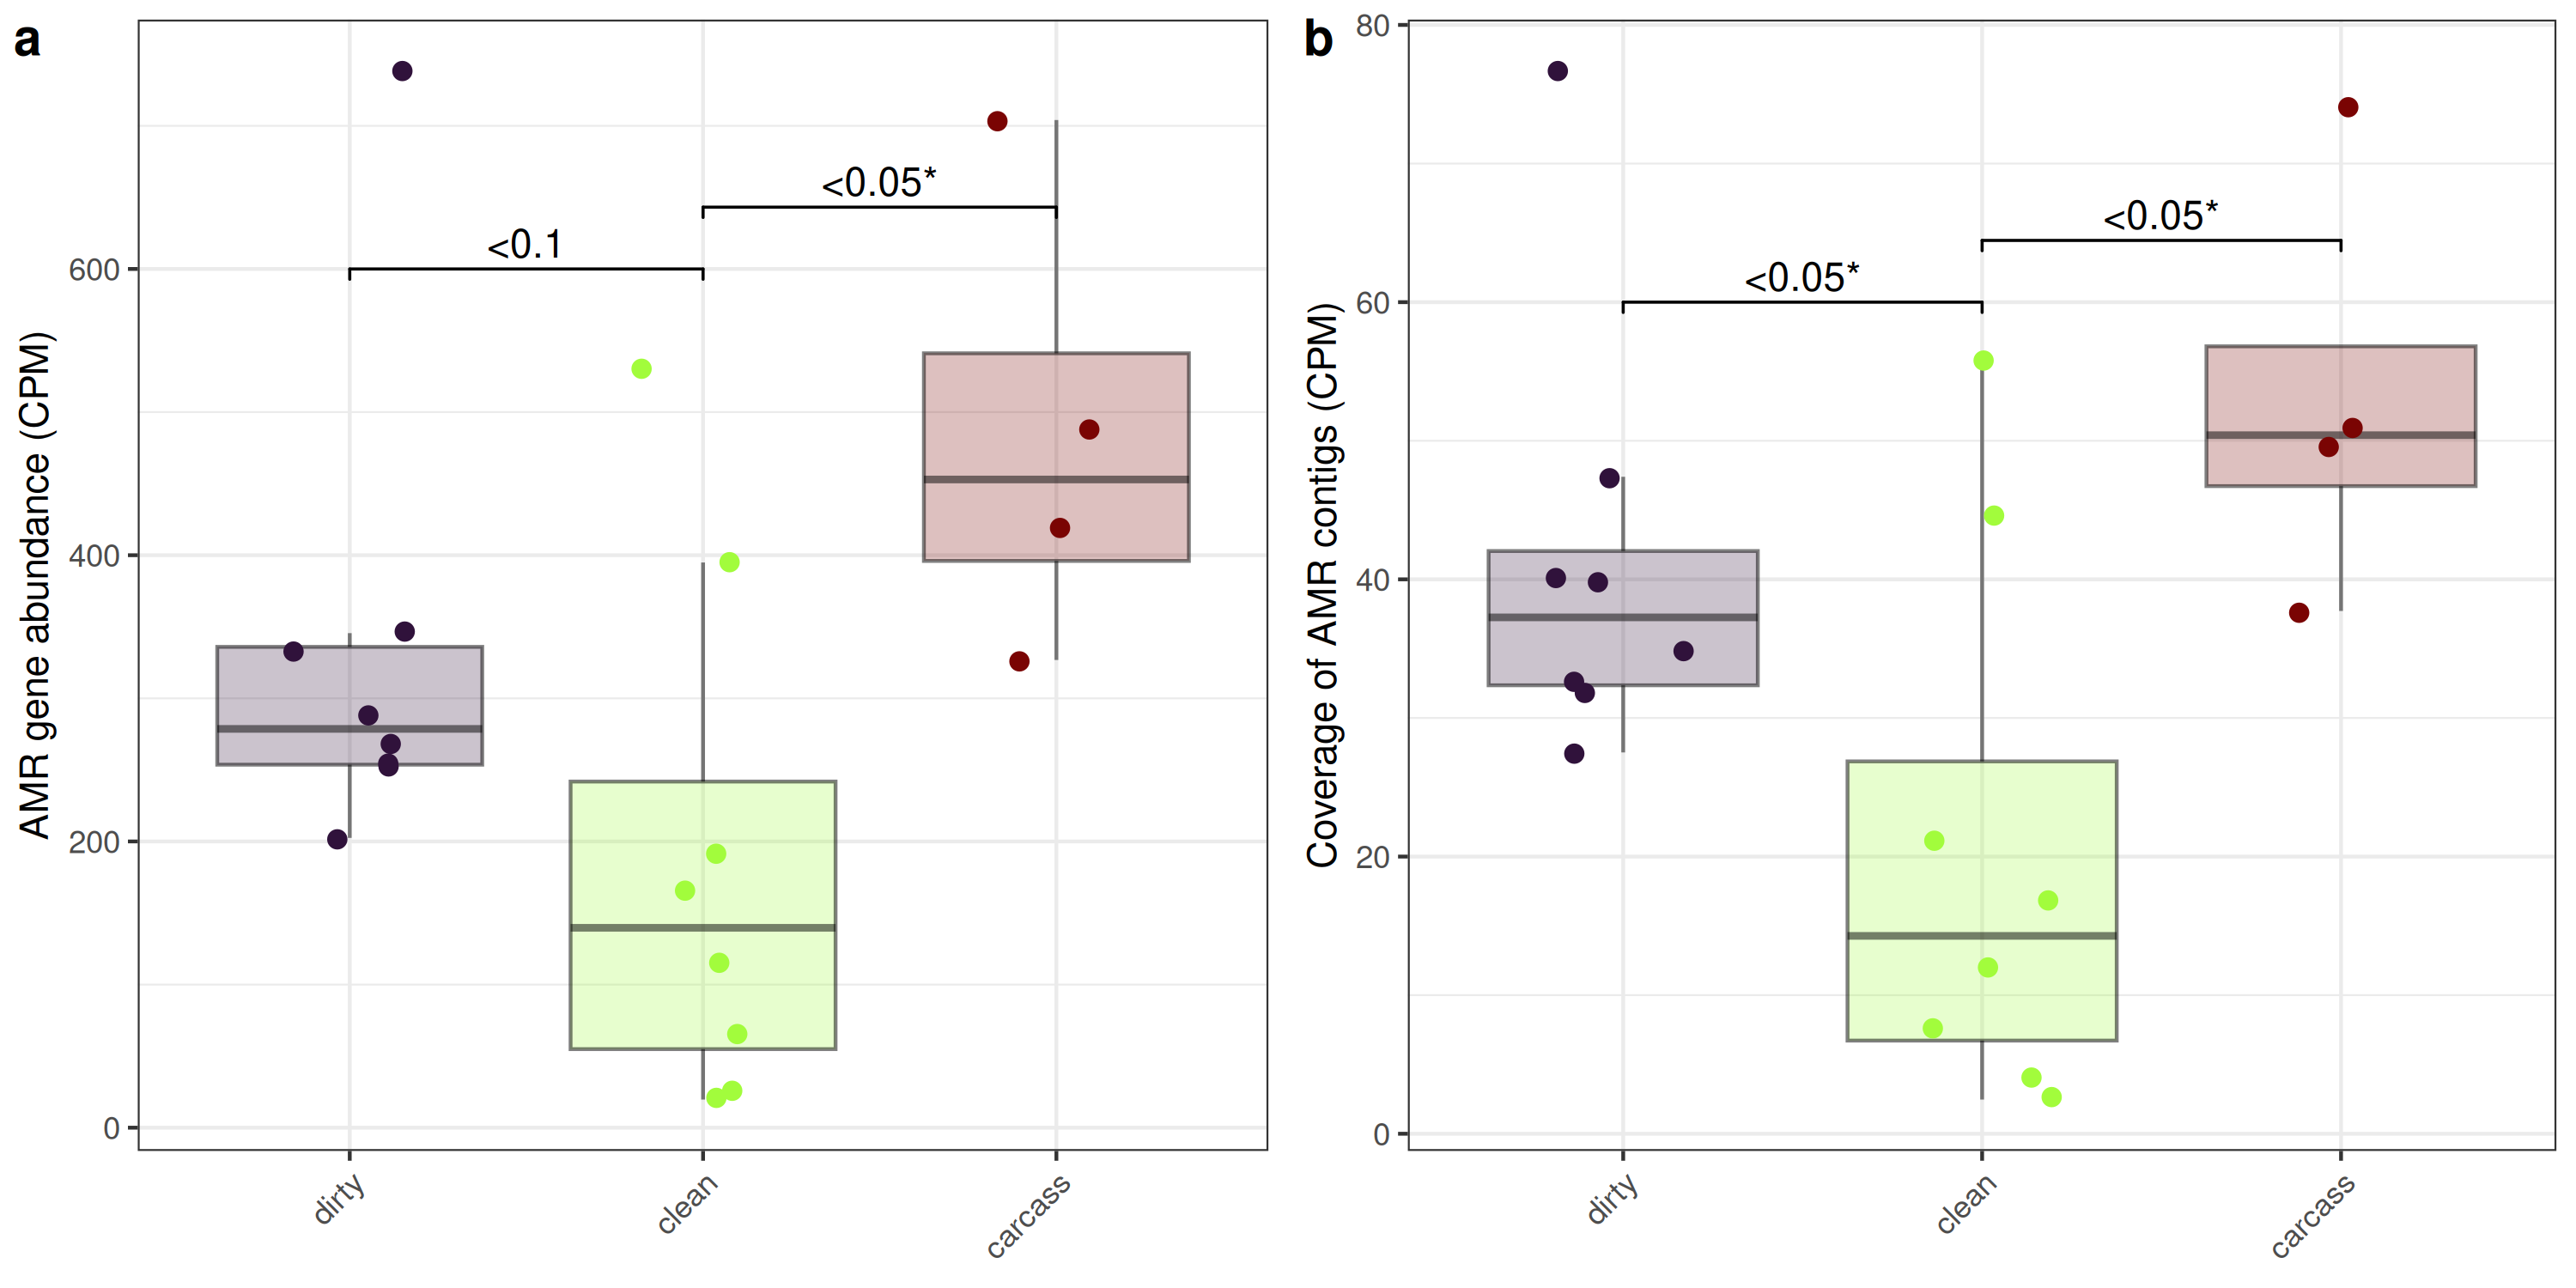 a
AMR gene abundance (CPM)
600
400
200
0
<0.1
<0.05*
dirty
clean
carcass
b
Coverage of AMR contigs (CPM)
80
60
40
20
0
<0.05*
<0.05*
dirty
clean
carcass